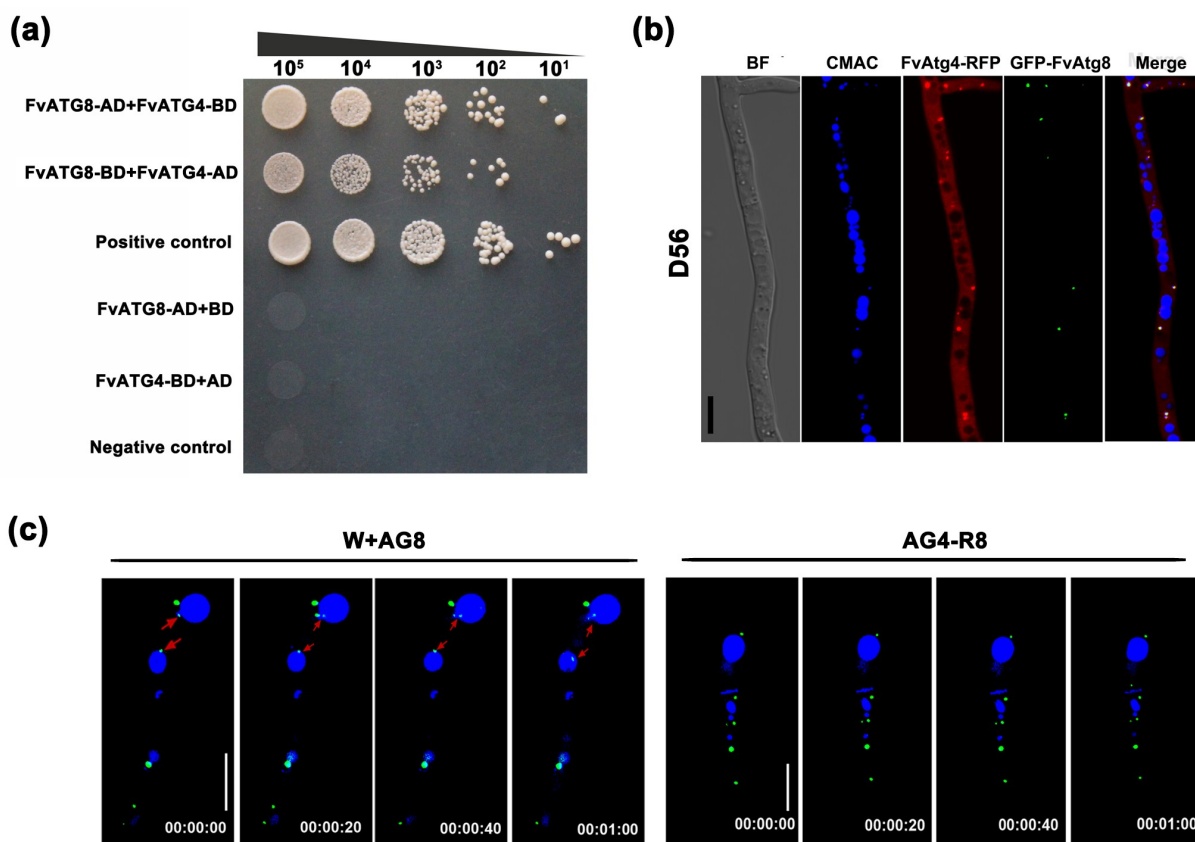 (a)
10⁵ 10⁴ 10³ 10² 10¹
FvATG8-AD+FvATG4-BD
FvATG8-BD+FvATG4-AD
Positive control
FvATG8-AD+BD
FvATG4-BD+AD
Negative control
(b)
BF CMAC FvAtg4-RFP GFP-FvAtg8 Merge
D56
(c)
W+AG8
00:00:00 00:00:20 00:00:40 00:01:00
AG4-R8
00:00:00 00:00:20 00:00:40 00:01:00